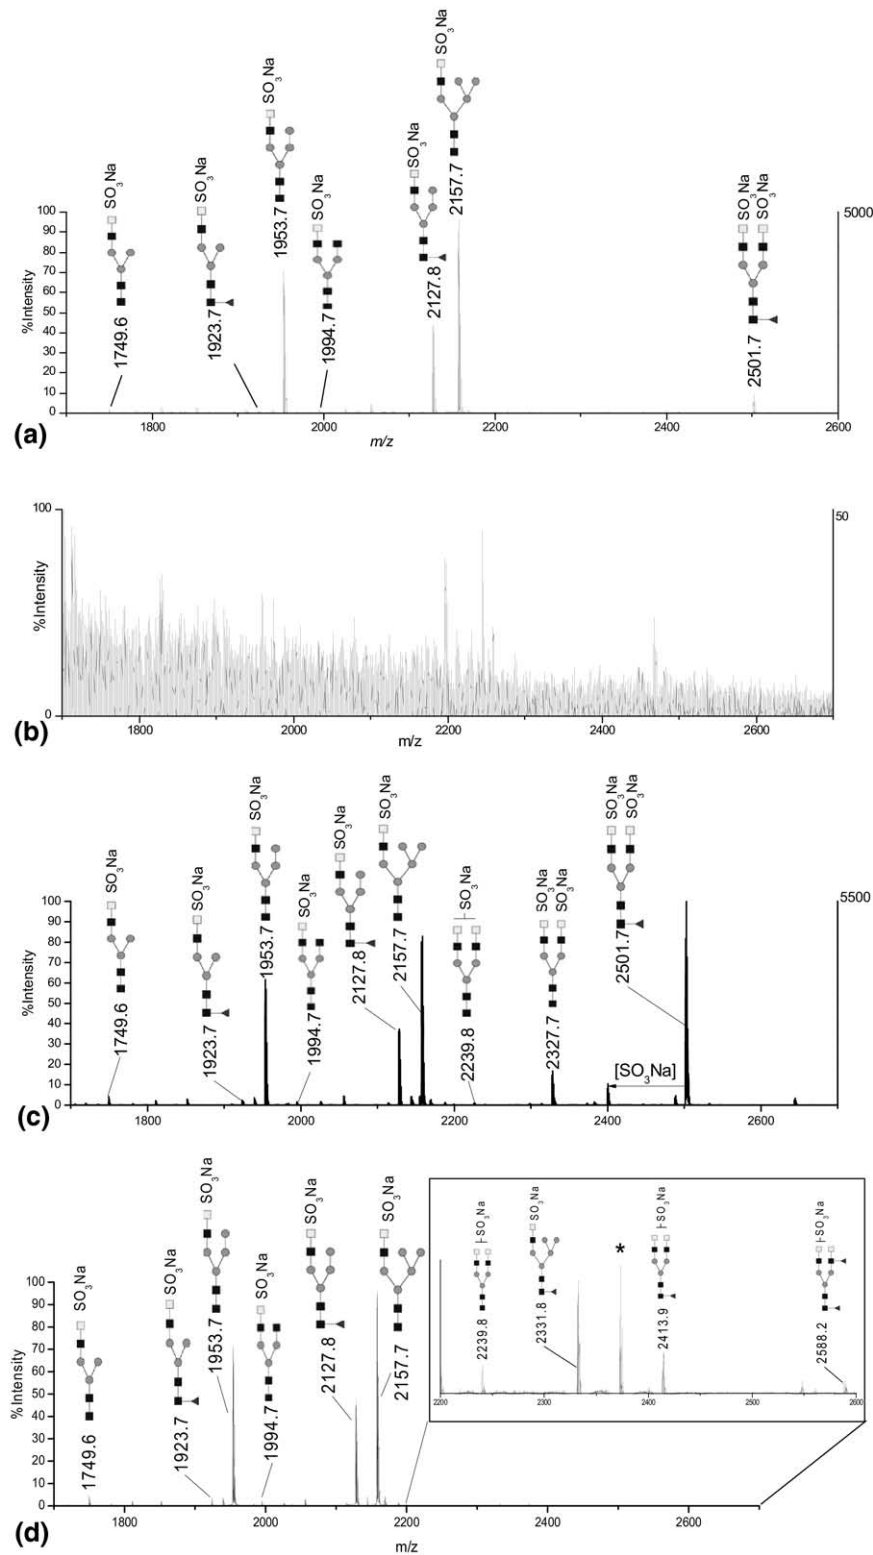 SO3Na
SO3Na
SO3Na
SO3Na
SO3Na
SO3Na
SO3Na
SO3Na
1749.6
1923.7
1953.7
1994.7
2127.8
2157.7
2501.7
%Intensity
100
90
80
70
60
50
40
30
20
10
0
5000
1800
2000
2200
2400
2600
m/z
(a)
100
%Intensity
0
50
1800
2000
2200
2400
2600
m/z
(b)
SO3Na
SO3Na
SO3Na
SO3Na
SO3Na
SO3Na
SO3Na
SO3Na
SO3Na
SO3Na
SO3Na
1749.6
1923.7
1953.7
1994.7
2127.8
2157.7
2239.8
2327.7
2501.7
[SO3Na]
%Intensity
100
90
80
70
60
50
40
30
20
10
0
5500
1800
2000
2200
2400
2600
(c)
SO3Na
SO3Na
SO3Na
SO3Na
SO3Na
SO3Na
1749.6
1923.7
1953.7
1994.7
2127.8
2157.7
SO3Na
SO3Na
SO3Na
SO3Na
*
2239.8
2331.8
2413.9
2588.2
2200
2300
2400
2500
2600
%Intensity
100
90
80
70
60
50
40
30
20
10
0
1800
2000
2200
2400
2600
m/z
(d)